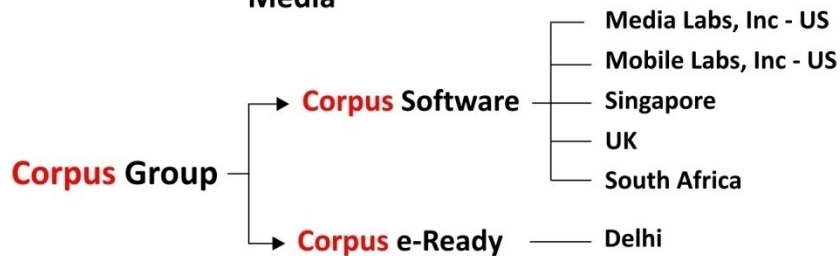 Media
Media Labs, Inc - US
Mobile Labs, Inc - US
Corpus Software
Singapore
UK
South Africa
Corpus Group
Corpus e-Ready
Delhi